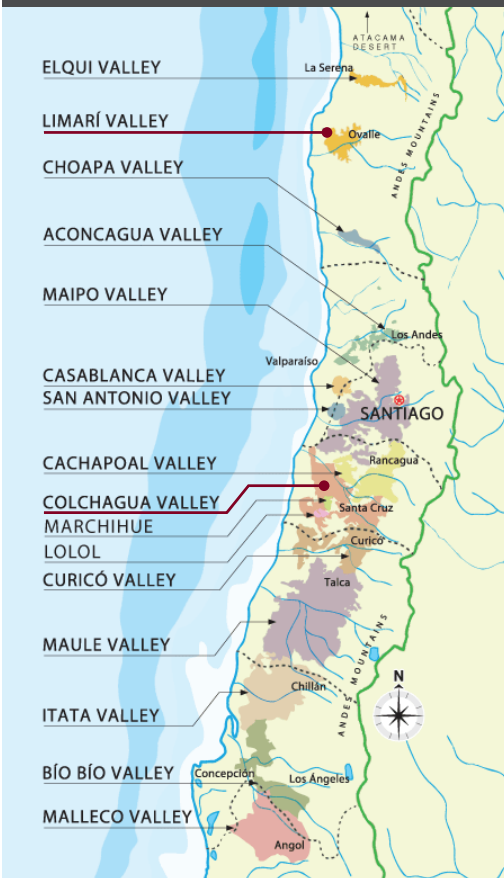 ATACAMA
DESERT
ELQUI VALLEY
La Serena
LIMARÍ VALLEY
Ovalle
ANDES MOUNTAINS
CHOAPA VALLEY
ACONCAGUA VALLEY
MAIPO VALLEY
Los Andes
Valparaíso
CASABLANCA VALLEY
SAN ANTONIO VALLEY
SANTIAGO
CACHAPOAL VALLEY
Rancagua
COLCHAGUA VALLEY
Santa Cruz
MARCHIHUE
LOLOL
Curicó
CURICÓ VALLEY
Talca
MAULE VALLEY
ANDES MOUNTAINS
N
Chillán
ITATA VALLEY
BÍO BÍO VALLEY
Concepción
Los Ángeles
MALLECO VALLEY
Angol